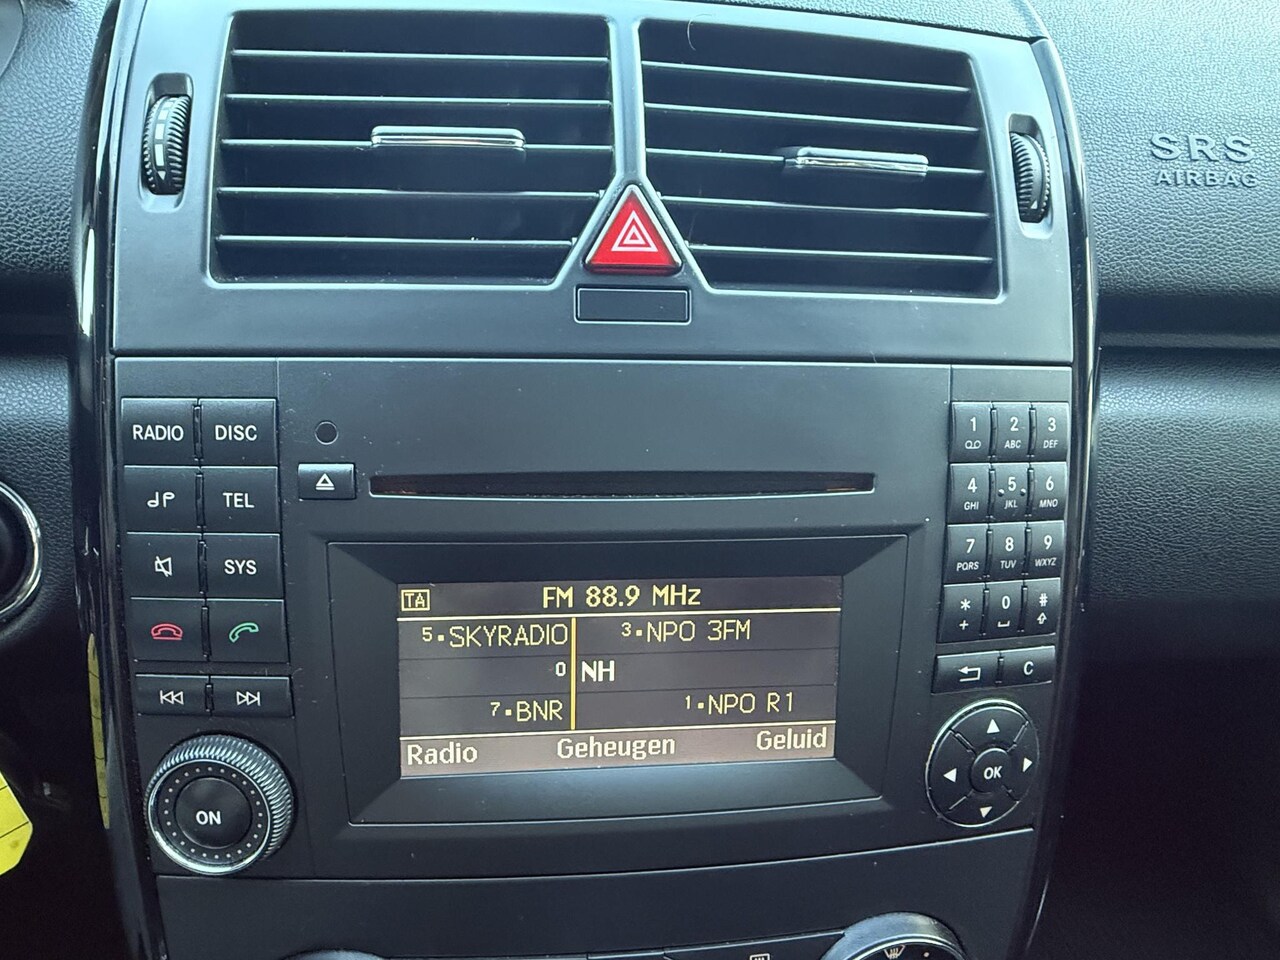 SRS
AIRBAG
RADIO DISC
TEL
SYS
ON
1 2 ABC 3 DEF
4 GHI 5 JKL 6 MNO
7 PQRS 8 TUV 9 WXYZ
* + 0 #
C
OK
TA FM 88.9 MHz
5.SKYRADIO 3.NPO 3FM
0 NH
7.BNR 1.NPO R1
Radio Geheugen Geluid